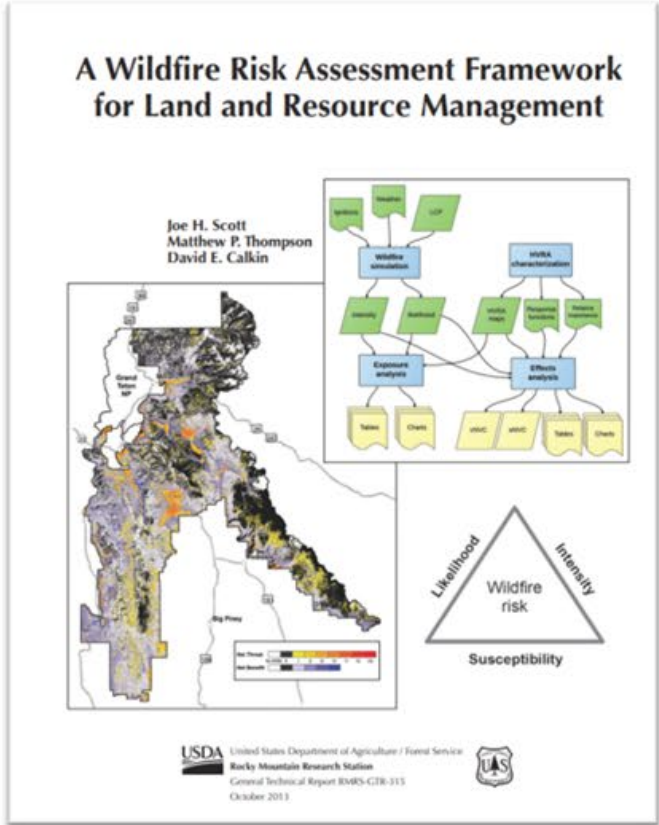 A Wildfire Risk Assessment Framework
for Land and Resource Management
Joe H. Scott
Matthew P. Thompson
David E. Calkin
Ignitions
Weather
LCP
Wildfire
simulation
HVRA
characterization
Intensity
likelihood
HVRA
maps
Response
functions
Relative
importance
Exposure
analysis
Effects
analysis
Tables
Charts
Tables
Charts
Grand
Teton
NP
Big Piney
Net Threat
Net Benefit
Likelihood
Intensity
Wildfire
risk
Susceptibility
USDA
United States Department of Agriculture / Forest Service
Rocky Mountain Research Station
General Technical Report RMRS-GTR-315
October 2013